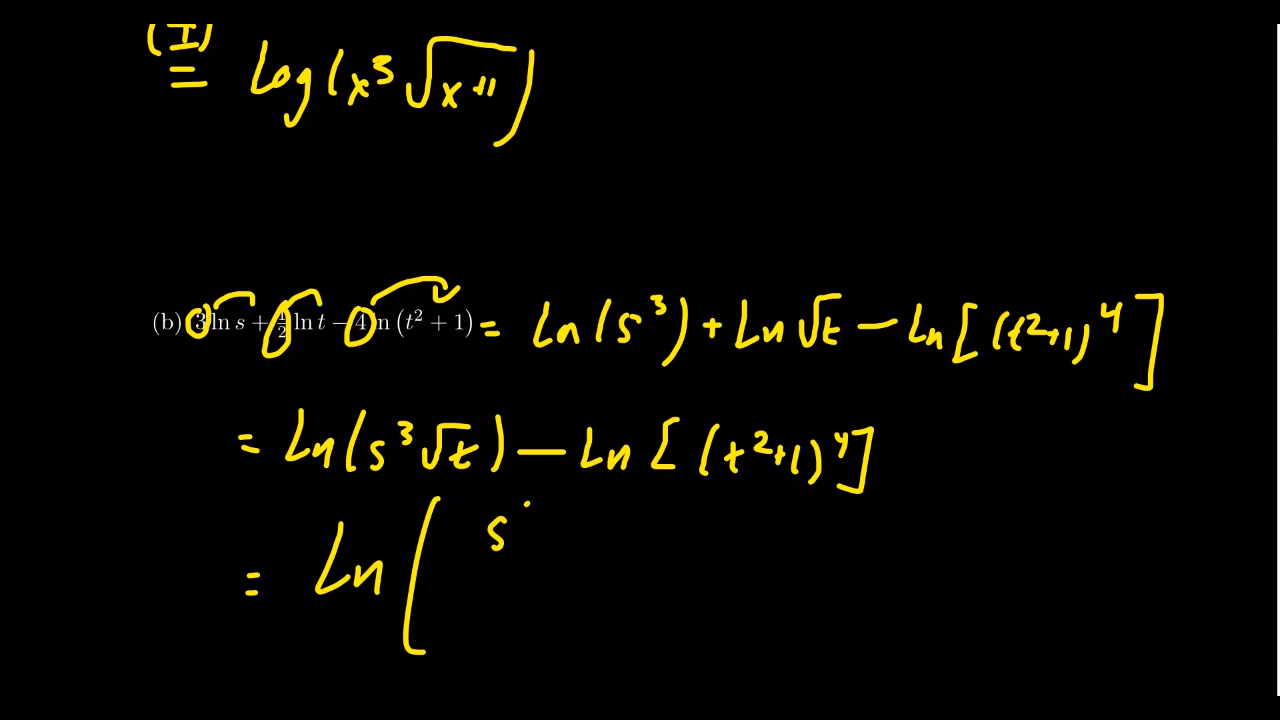 (I)
= log(x³ √x+1)
(b) 3 ln s + 1/2 ln t − 4 ln (t² + 1) = Ln(s³) + Ln √t − Ln[(t²+1)⁴]
= Ln(s³ √t) − Ln[(t²+1)⁴]
= Ln[ s